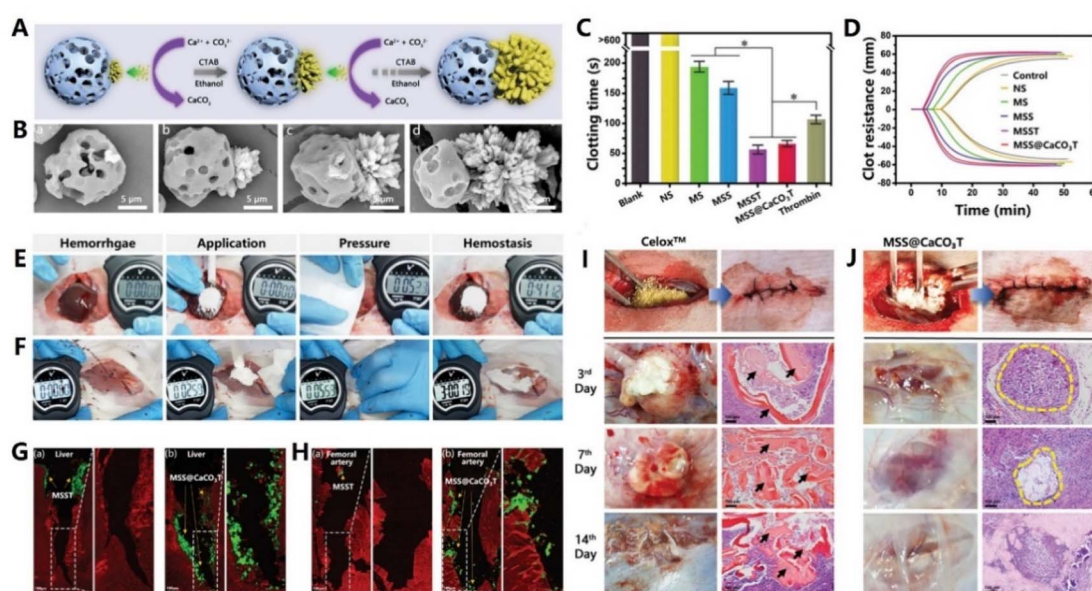 A
Ca²⁺ + CO₃²⁻
CTAB
Ethanol
CaCO₃
Ca²⁺ + CO₃²⁻
CTAB
Ethanol
CaCO₃
B
a
5 μm
b
5 μm
c
5 μm
d
C
>600
Clotting time (s)
600
200
150
100
50
0
*
*
Blank
NS
MS
MSS
MSST
MSS@CaCO₃T
Thrombin
D
Clot resistance (mm)
80
60
40
20
0
20
40
60
80
0
10
20
30
40
50
Time (min)
Control
NS
MS
MSS
MSST
MSS@CaCO₃T
E
Hemorrhgae
Application
Pressure
Hemostasis
F
G
(a)
Liver
MSST
(b)
Liver
MSS@CaCO₃T
H
(a)
Femoral artery
MSST
(b)
Femoral artery
MSS@CaCO₃T
I
Celox™
J
MSS@CaCO₃T
3rd
Day
7th
Day
14th
Day